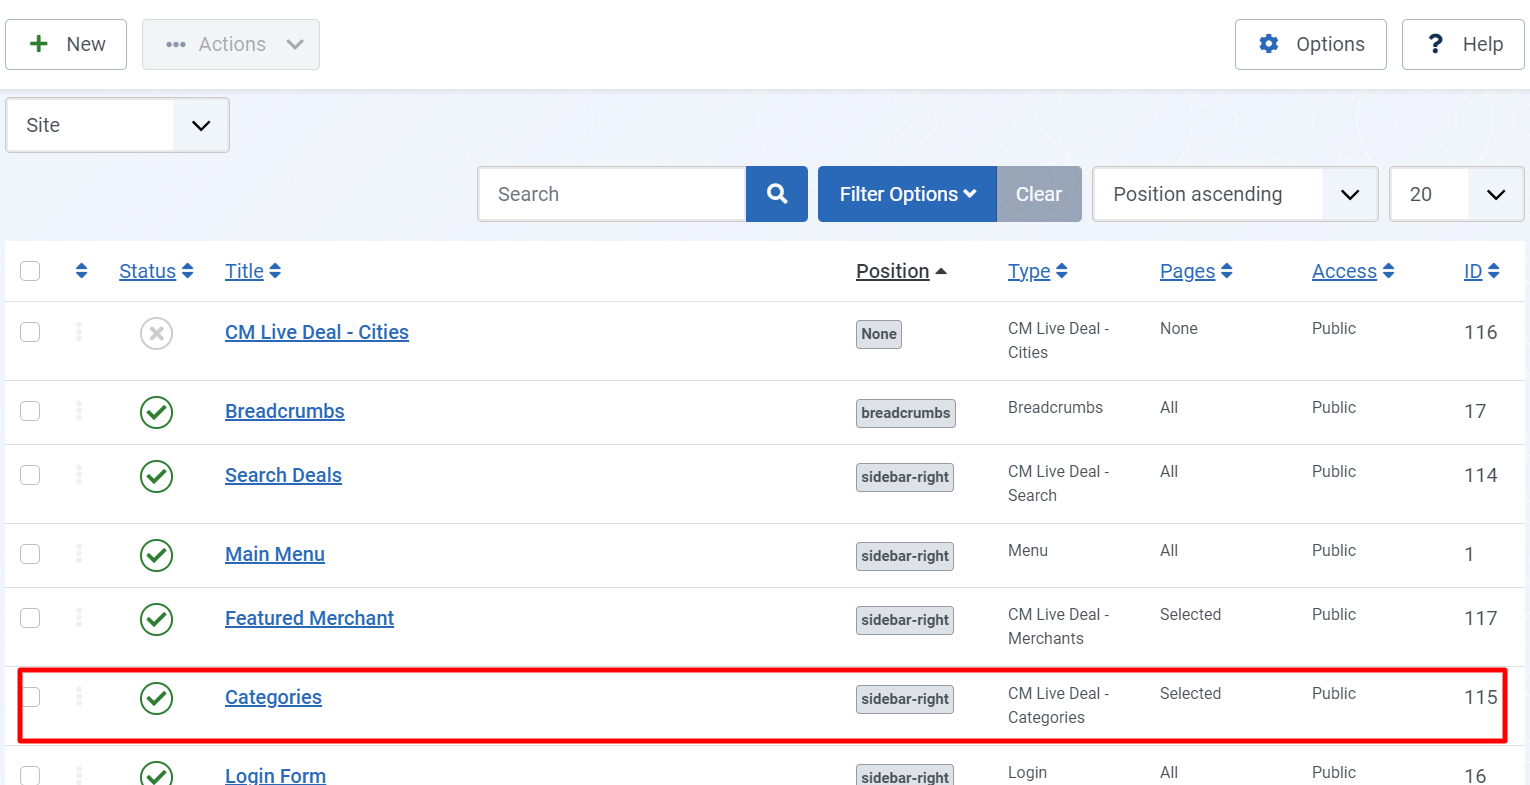 New
Actions
Options
Help
Site
Search
Filter Options
Clear
Position ascending
20
Status Title Position Type Pages Access ID
CM Live Deal - Cities None CM Live Deal - None Public 116
Cities
Breadcrumbs breadcrumbs Breadcrumbs All Public 17
Search Deals sidebar-right CM Live Deal - All Public 114
Search
Main Menu sidebar-right Menu All Public 1
Featured Merchant sidebar-right CM Live Deal - Selected Public 117
Merchants
Categories sidebar-right CM Live Deal - Selected Public 115
Categories
Login Form sidebar-right Login All Public 16